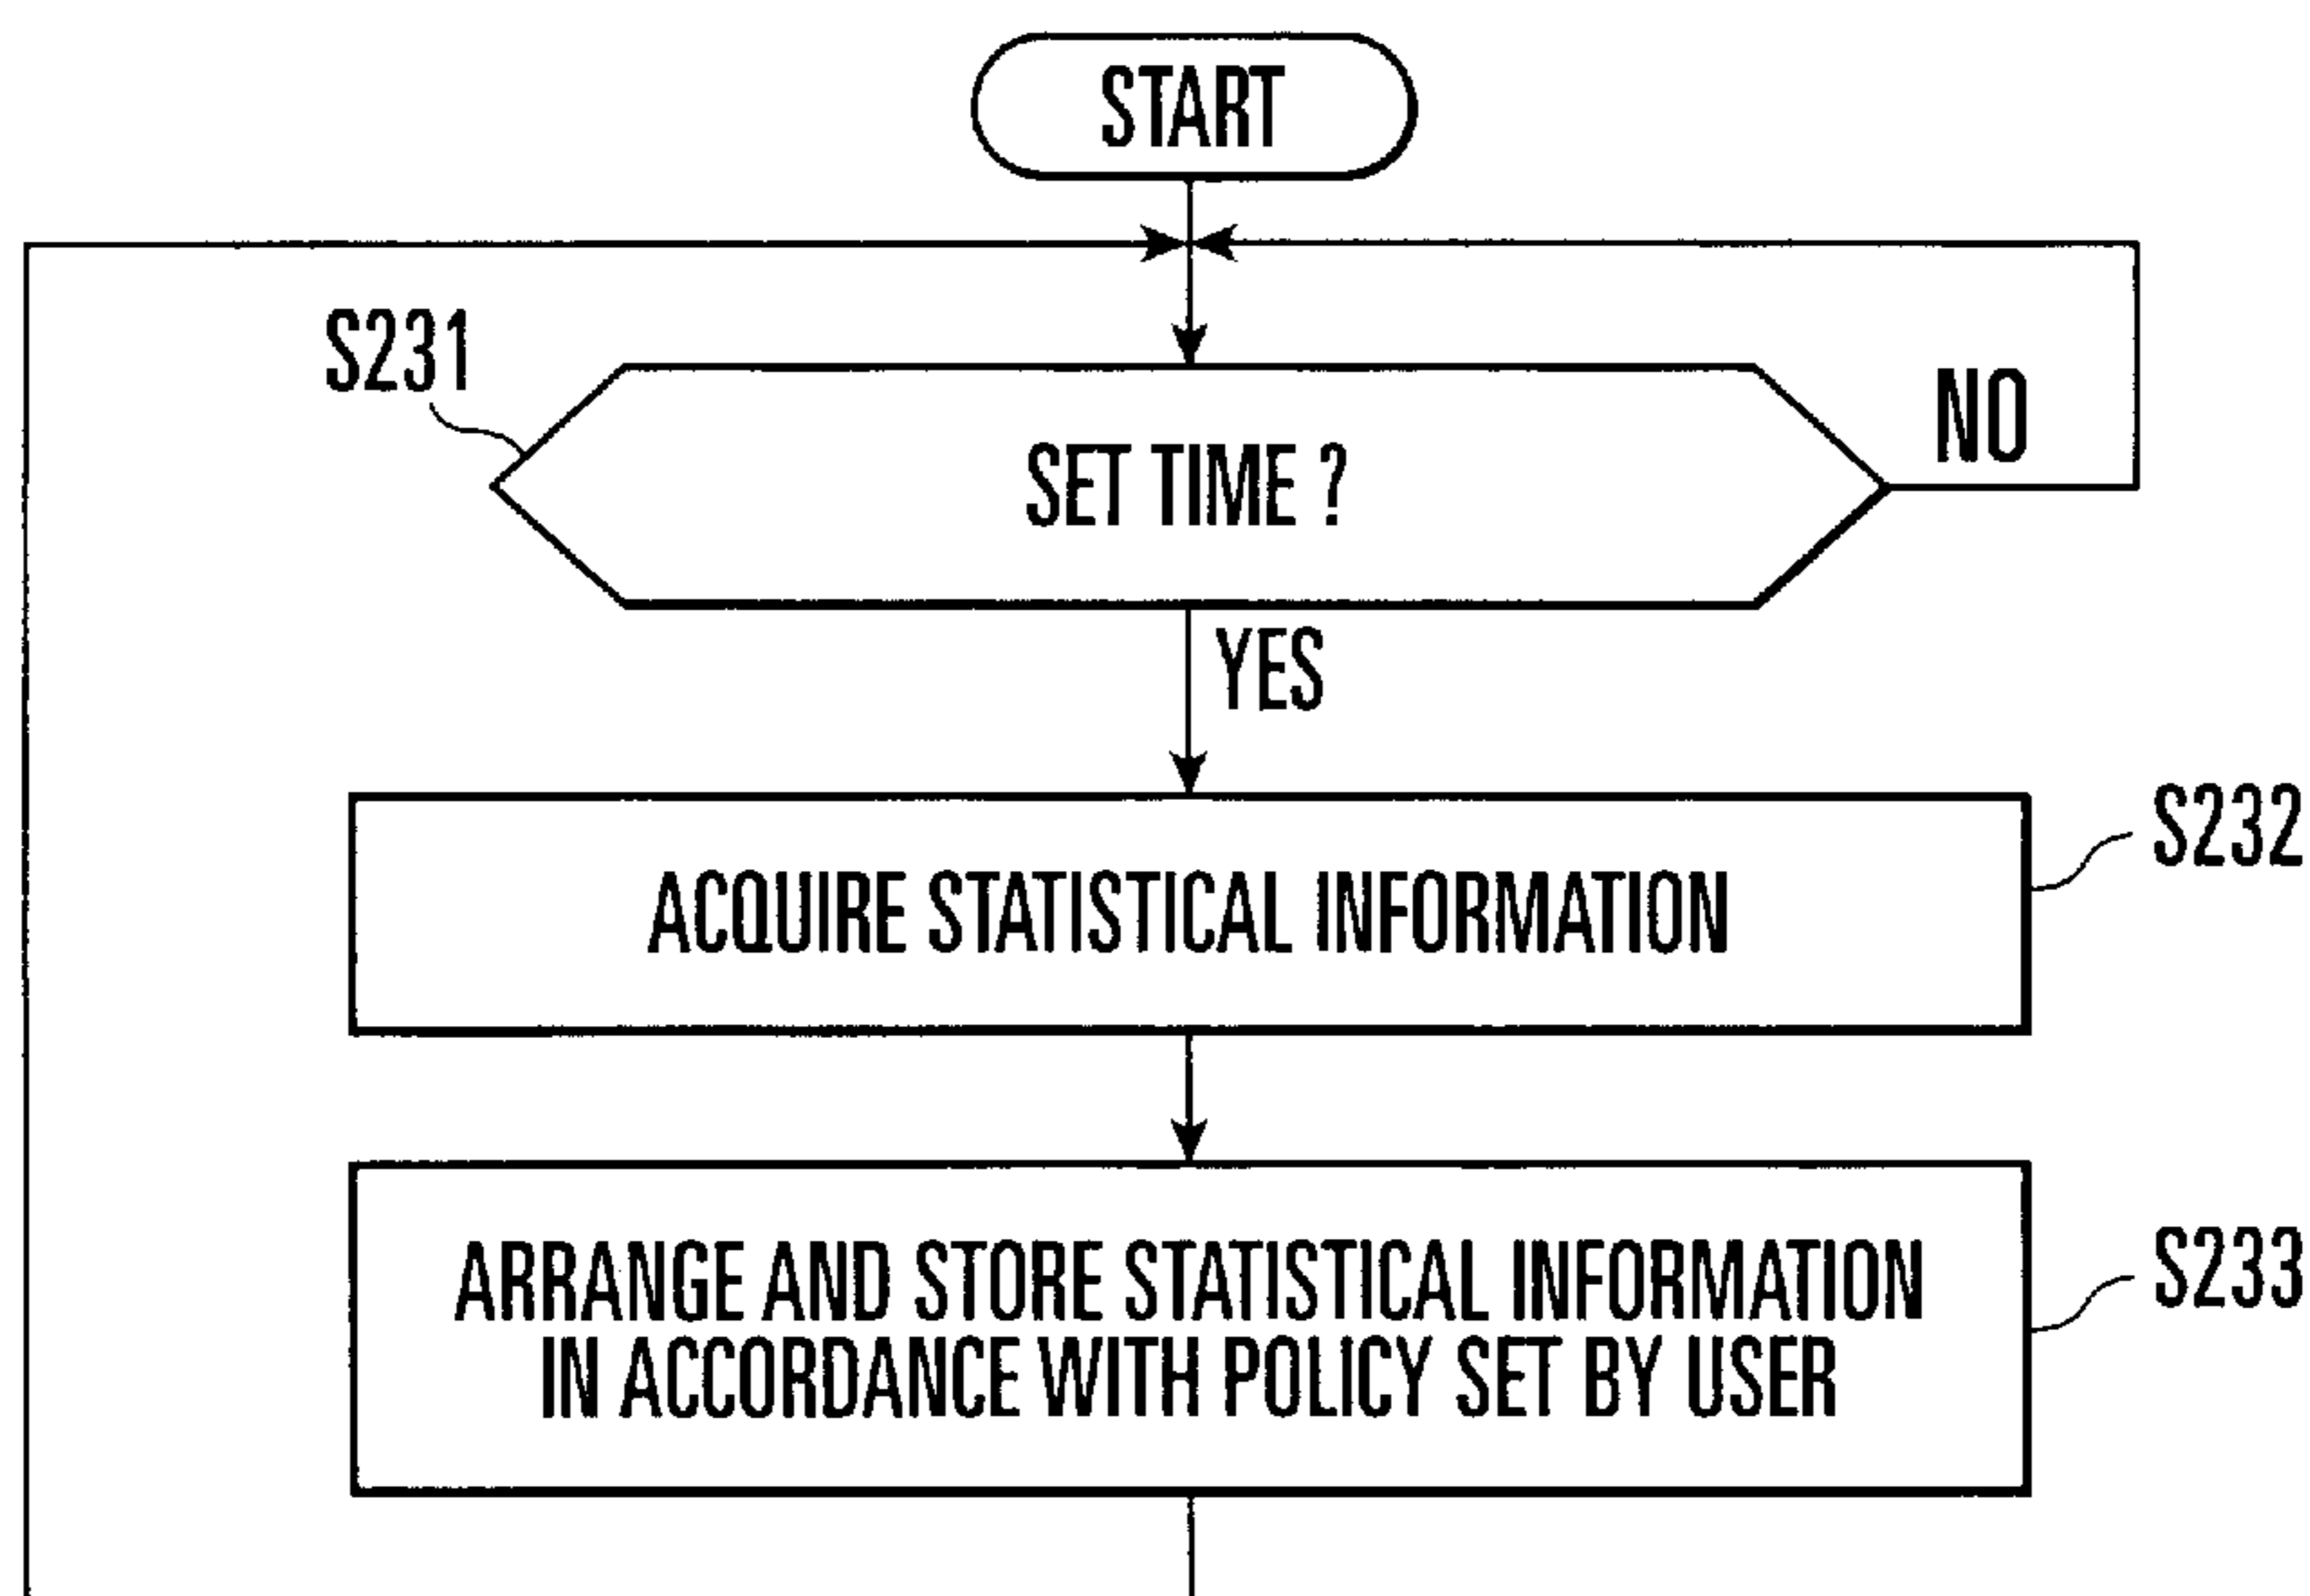 START
S231
NO
SET TIME ?
YES
S232
ACQUIRE STATISTICAL INFORMATION
S233
ARRANGE AND STORE STATISTICAL INFORMATION
IN ACCORDANCE WITH POLICY SET BY USER